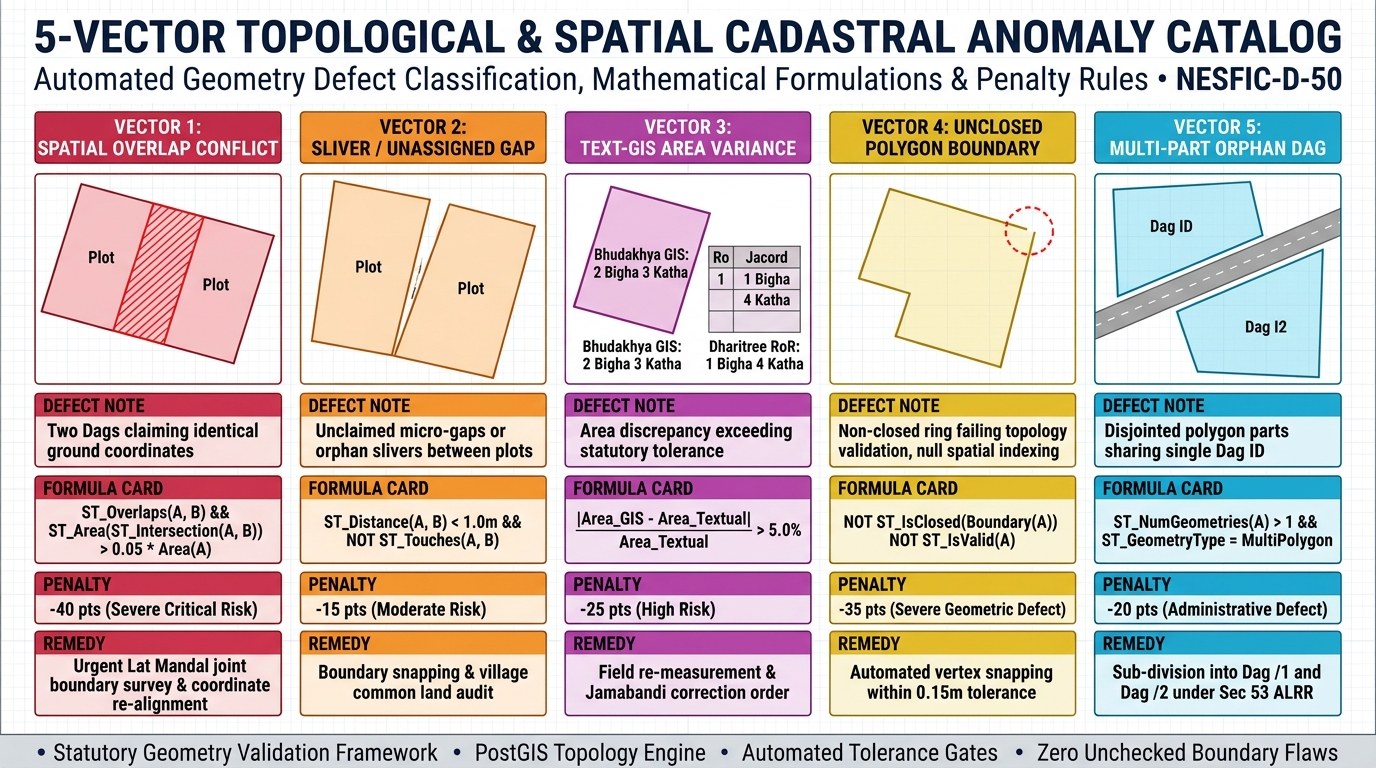 5-VECTOR TOPOLOGICAL & SPATIAL CADASTRAL ANOMALY CATALOG
Automated Geometry Defect Classification, Mathematical Formulations & Penalty Rules • NESFIC-D-50
VECTOR 1:
SPATIAL OVERLAP CONFLICT
Plot
Plot
DEFECT NOTE
Two Dags claiming identical
ground coordinates
FORMULA CARD
ST_Overlaps(A, B) &&
ST_Area(ST_Intersection(A, B))
> 0.05 * Area(A)
PENALTY
-40 pts (Severe Critical Risk)
REMEDY
Urgent Lat Mandal joint
boundary survey & coordinate
re-alignment
VECTOR 2:
SLIVER / UNASSIGNED GAP
Plot
Plot
DEFECT NOTE
Unclaimed micro-gaps or
orphan slivers between plots
FORMULA CARD
ST_Distance(A, B) < 1.0m &&
NOT ST_Touches(A, B)
PENALTY
-15 pts (Moderate Risk)
REMEDY
Boundary snapping & village
common land audit
VECTOR 3:
TEXT-GIS AREA VARIANCE
Bhudakhya GIS:
2 Bigha 3 Katha
Ro Jacord
1 1 Bigha
4 Katha
Bhudakhya GIS:
2 Bigha 3 Katha
Dharitree RoR:
1 Bigha 4 Katha
DEFECT NOTE
Area discrepancy exceeding
statutory tolerance
FORMULA CARD
|Area_GIS - Area_Textual|
Area_Textual
> 5.0%
PENALTY
-25 pts (High Risk)
REMEDY
Field re-measurement &
Jamabandi correction order
VECTOR 4: UNCLOSED
POLYGON BOUNDARY
DEFECT NOTE
Non-closed ring failing topology
validation, null spatial indexing
FORMULA CARD
NOT ST_IsClosed(Boundary(A))
NOT ST_IsValid(A)
PENALTY
-35 pts (Severe Geometric Defect)
REMEDY
Automated vertex snapping
within 0.15m tolerance
VECTOR 5:
MULTI-PART ORPHAN DAG
Dag ID
Dag I2
DEFECT NOTE
Disjointed polygon parts
sharing single Dag ID
FORMULA CARD
ST_NumGeometries(A) > 1 &&
ST_GeometryType = MultiPolygon
PENALTY
-20 pts (Administrative Defect)
REMEDY
Sub-division into Dag /1 and
Dag /2 under Sec 53 ALRR
• Statutory Geometry Validation Framework • PostGIS Topology Engine • Automated Tolerance Gates • Zero Unchecked Boundary Flaws